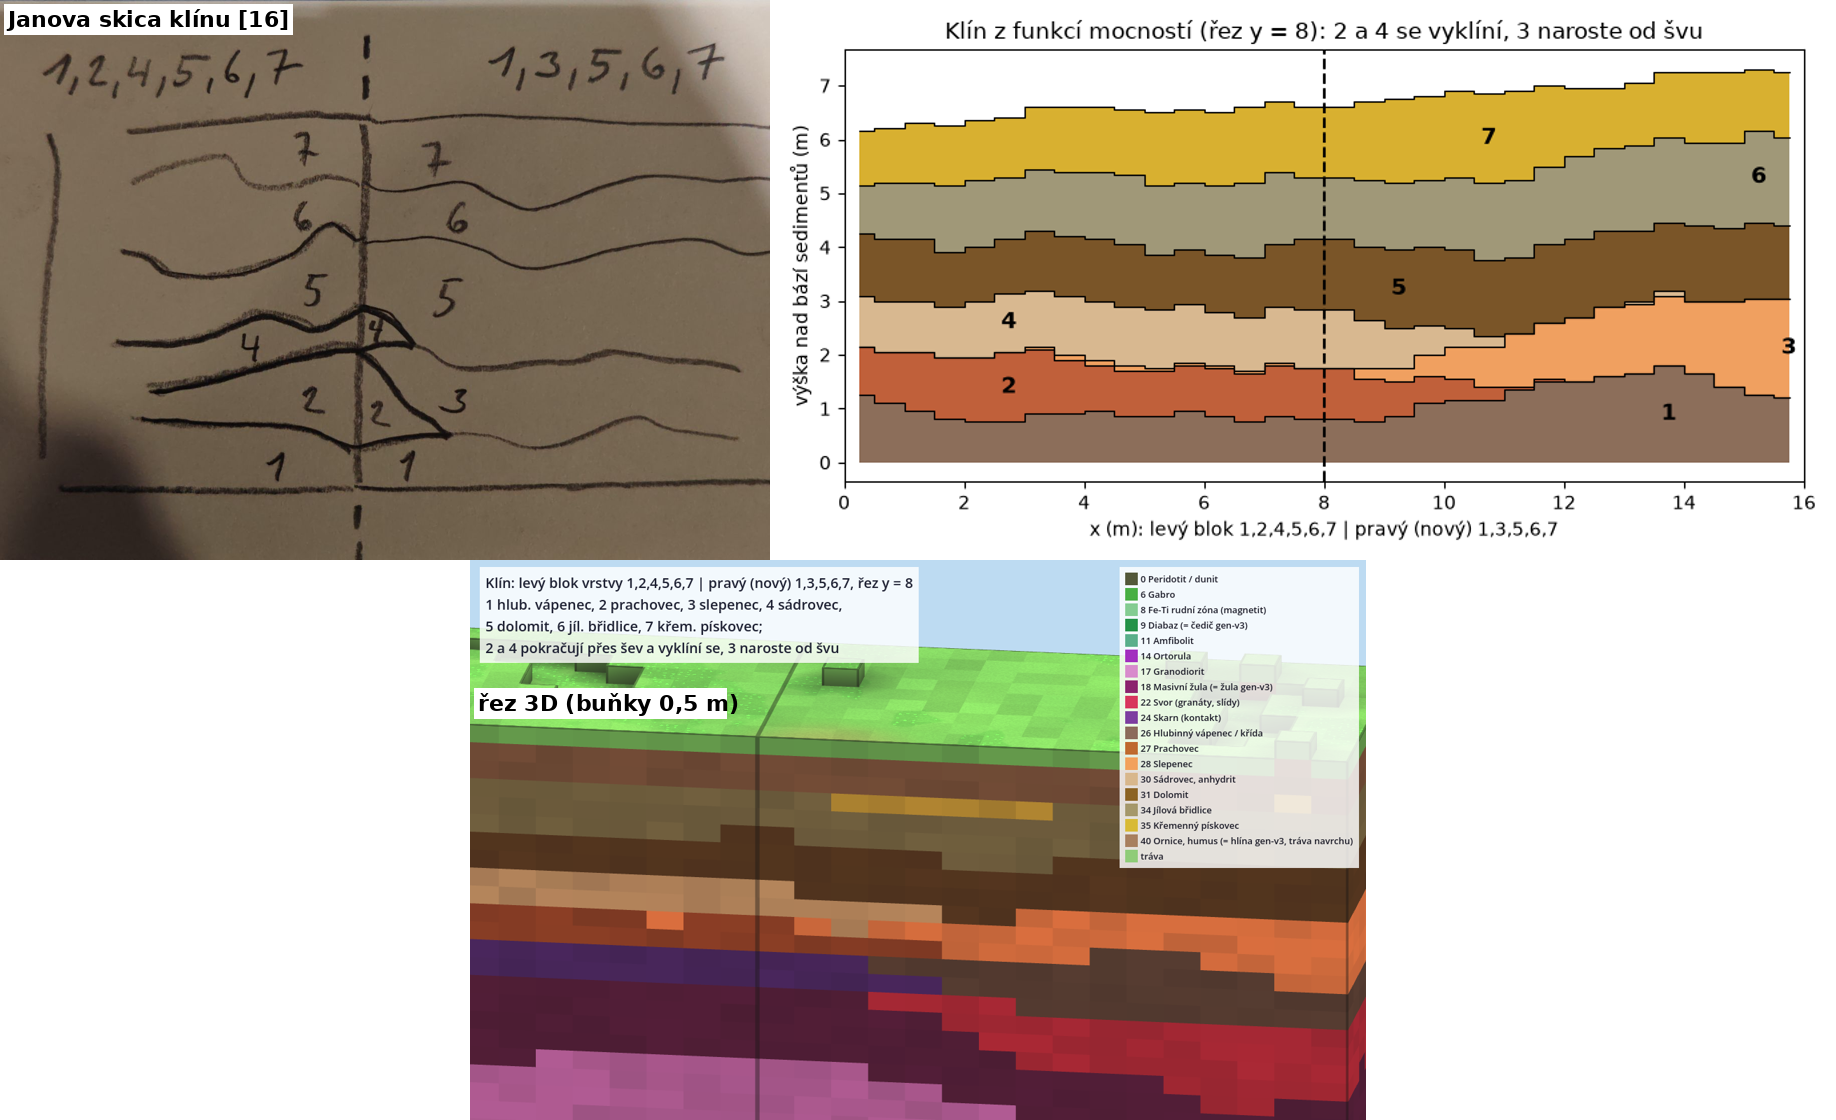 Janova skica klínu [16]
1,2,4,5,6,7
1,3,5,6,7
7
7
6
6
5
5
4
4
3
2
2
1
1
Klín z funkcí mocností (řez y = 8): 2 a 4 se vyklíní, 3 naroste od švu
výška nad bází sedimentů (m)
7
6
5
4
3
2
1
0
7
6
5
4
3
2
1
0
2
4
6
8
10
12
14
16
x (m): levý blok 1,2,4,5,6,7 | pravý (nový) 1,3,5,6,7
Klín: levý blok vrstvy 1,2,4,5,6,7 | pravý (nový) 1,3,5,6,7, řez y = 8
1 hlub. vápenec, 2 prachovec, 3 slepenec, 4 sádrovec,
5 dolomit, 6 jíl. břidlice, 7 křem. pískovec;
2 a 4 pokračují přes šev a vyklíní se, 3 naroste od švu
řez 3D (buňky 0,5 m)
0 Peridotit / dunit
6 Gabro
8 Fe-Ti rudní zóna (magnetit)
9 Diabaz (= čedič gen-v3)
11 Amfibolit
14 Ortorula
17 Granodiorit
18 Masivní žula (= žula gen-v3)
22 Svor (granáty, slídy)
24 Skarn (kontakt)
26 Hlubinný vápenec / křída
27 Prachovec
28 Slepenec
30 Sádrovec, anhydrit
31 Dolomit
34 Jílová břidlice
35 Křemenný pískovec
40 Ornice, humus (= hlína gen-v3, tráva navrchu)
tráva